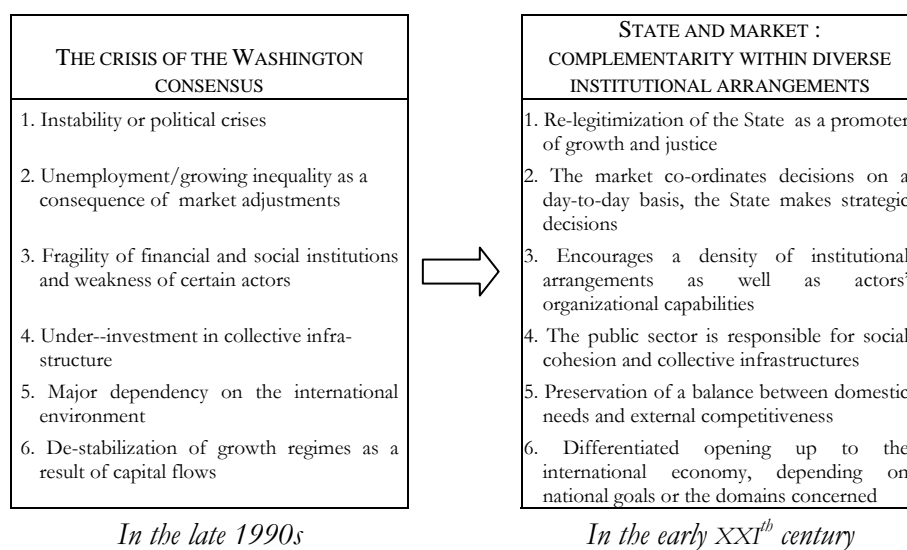 THE CRISIS OF THE WASHINGTON
CONSENSUS
1. Instability or political crises
2. Unemployment/growing inequality as a
consequence of market adjustments
3. Fragility of financial and social institutions
and weakness of certain actors
4. Under--investment in collective infra-
structure
5. Major dependency on the international
environment
6. De-stabilization of growth regimes as a
result of capital flows
In the late 1990s
STATE AND MARKET :
COMPLEMENTARITY WITHIN DIVERSE
INSTITUTIONAL ARRANGEMENTS
1. Re-legitimization of the State as a promoter
of growth and justice
2. The market co-ordinates decisions on a
day-to-day basis, the State makes strategic
decisions
3. Encourages a density of institutional
arrangements as well as actors'
organizational capabilities
4. The public sector is responsible for social
cohesion and collective infrastructures
5. Preservation of a balance between domestic
needs and external competitiveness
6. Differentiated opening up to the
international economy, depending on
national goals or the domains concerned
In the early XXIth century